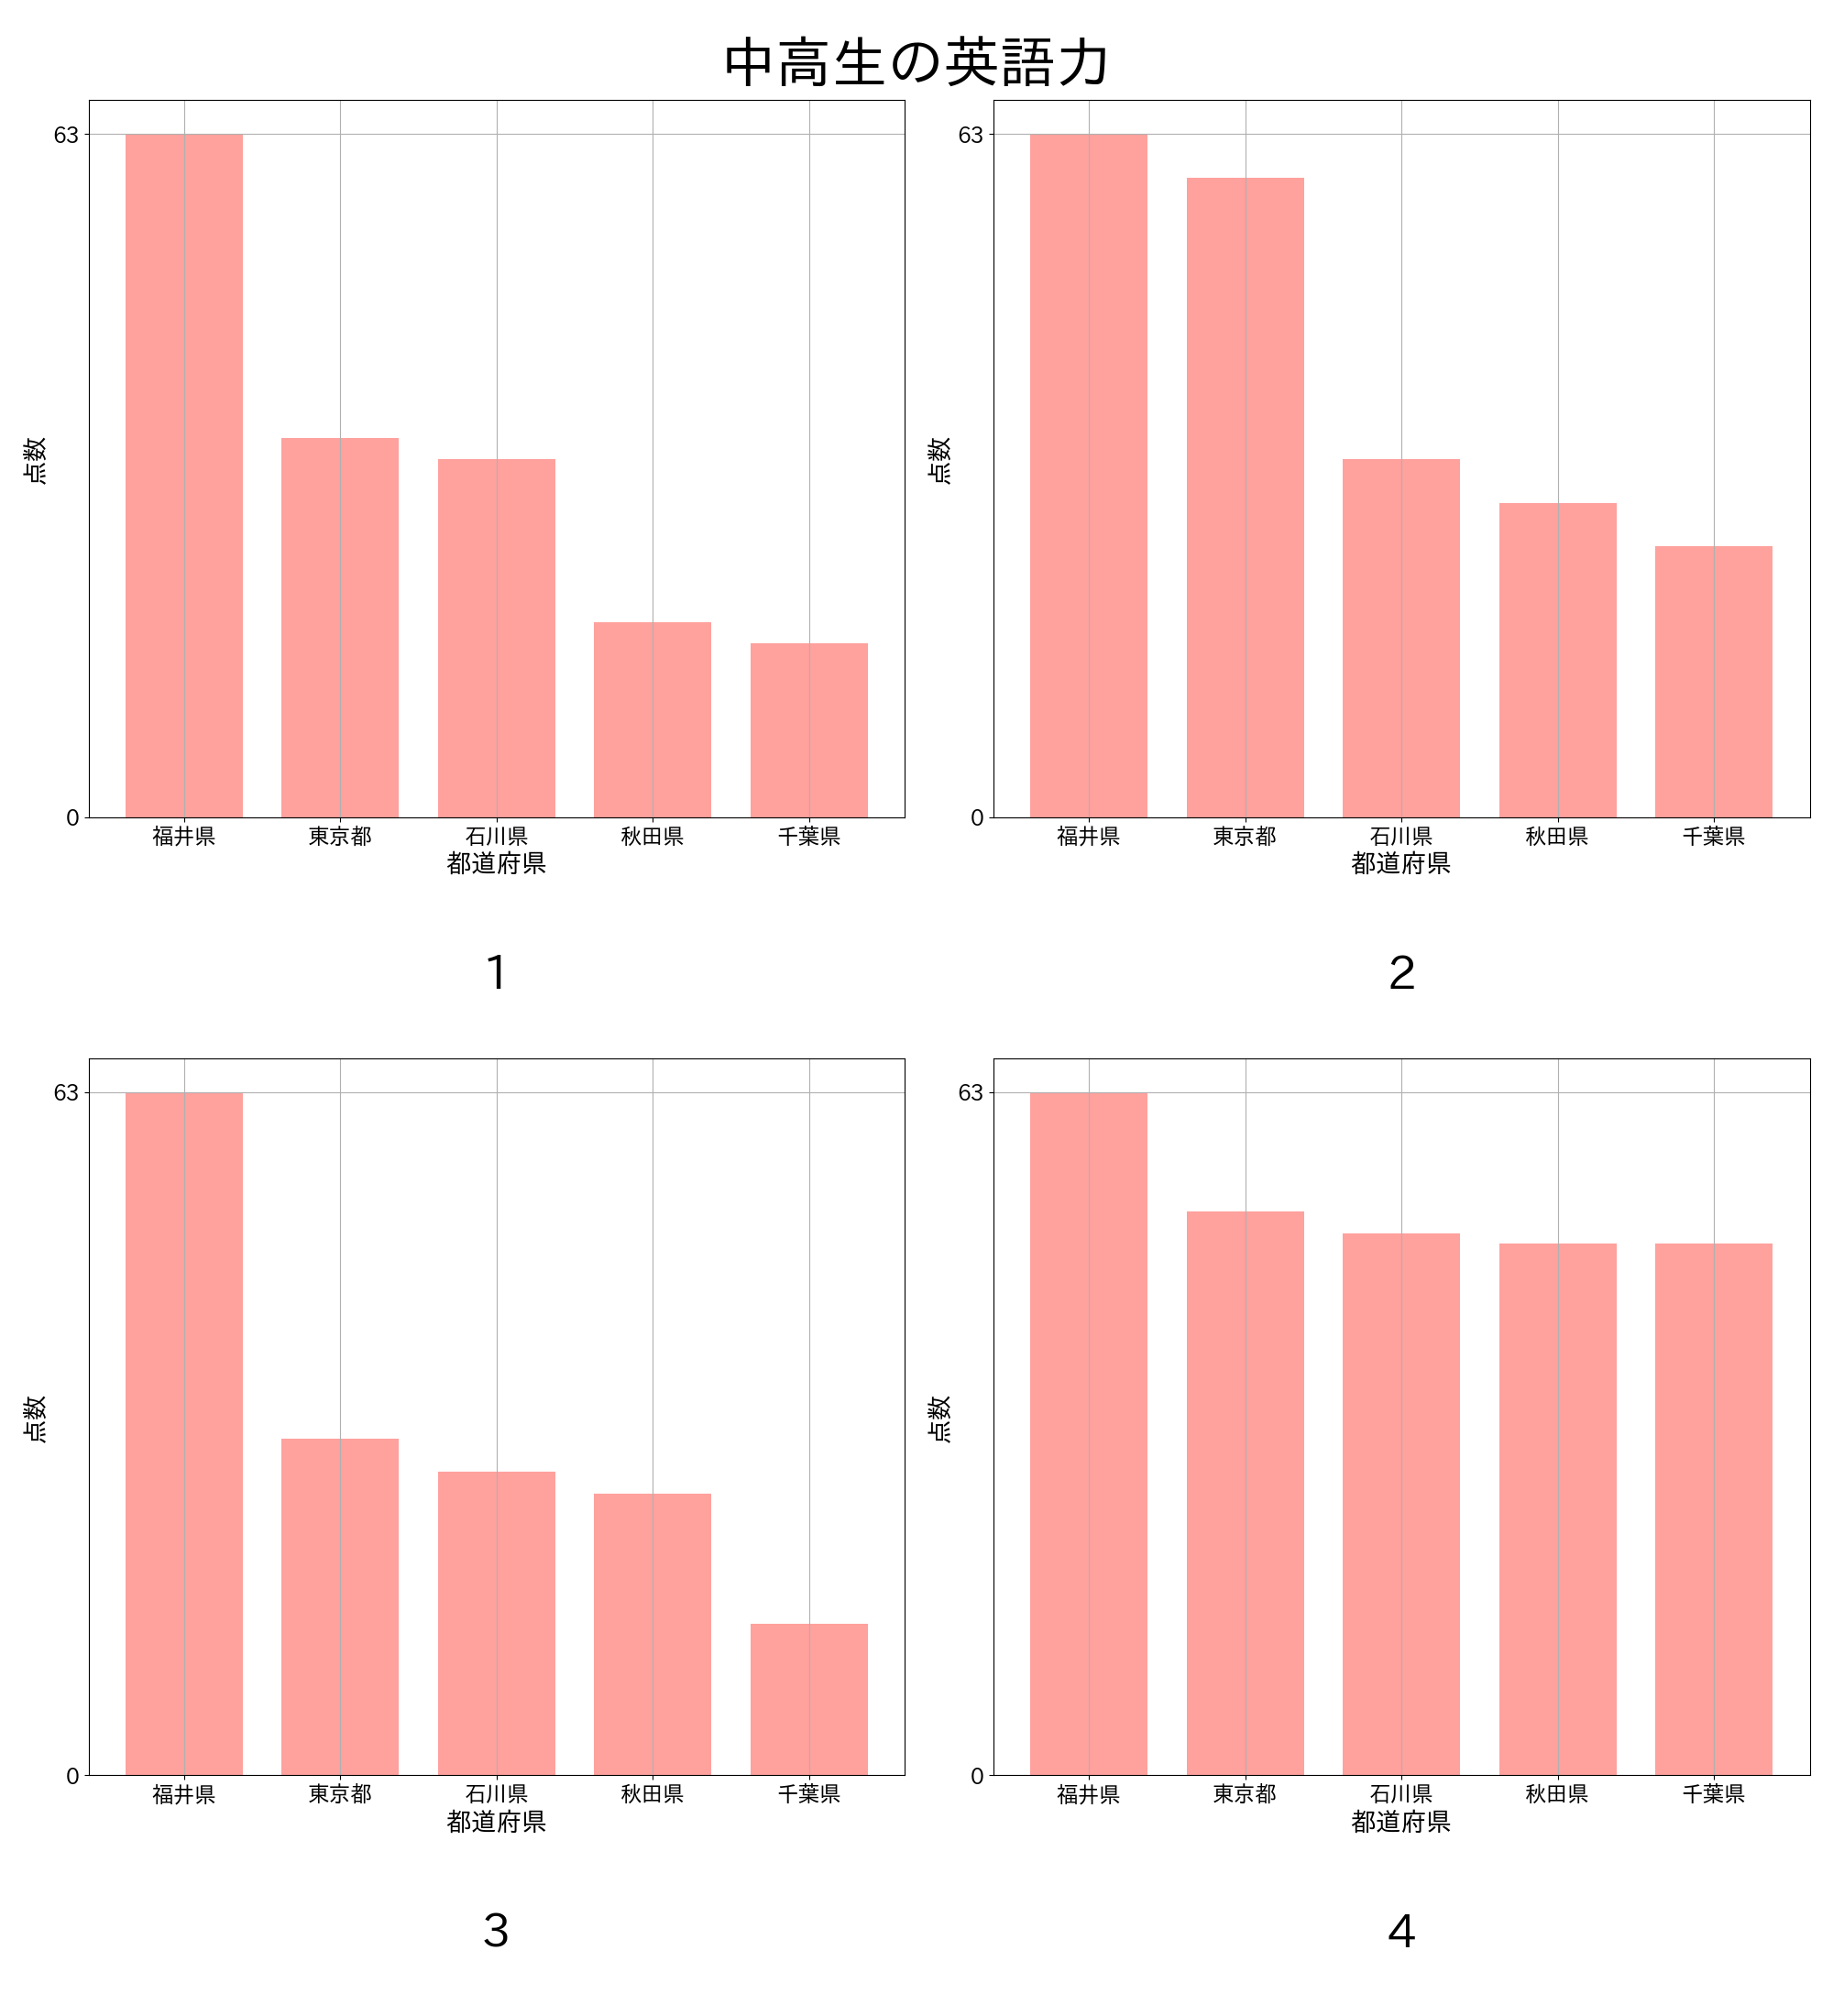 中高生の英語力
63
0
点数
福井県 東京都 石川県 秋田県 千葉県
都道府県
1
63
0
点数
福井県 東京都 石川県 秋田県 千葉県
都道府県
2
63
0
点数
福井県 東京都 石川県 秋田県 千葉県
都道府県
3
63
0
点数
福井県 東京都 石川県 秋田県 千葉県
都道府県
4